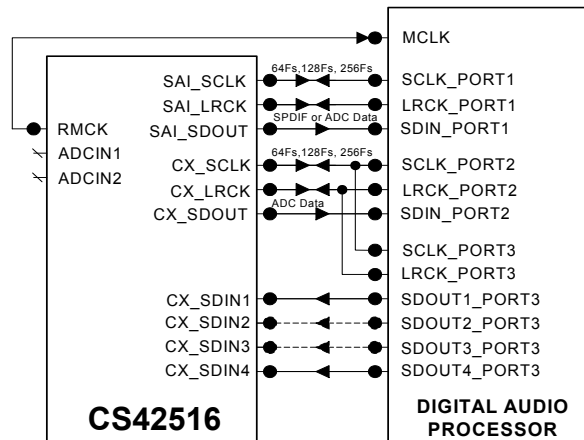 MCLK
64Fs,128Fs, 256Fs
SAI_SCLK
SCLK_PORT1
SAI_LRCK
LRCK_PORT1
SPDIF or ADC Data
RMCK
SAI_SDOUT
SDIN_PORT1
ADCIN1
64Fs,128Fs, 256Fs
CX_SCLK
SCLK_PORT2
ADCIN2
CX_LRCK
LRCK_PORT2
ADC Data
CX_SDOUT
SDIN_PORT2
SCLK_PORT3
LRCK_PORT3
CX_SDIN1
SDOUT1_PORT3
CX_SDIN2
SDOUT2_PORT3
CX_SDIN3
SDOUT3_PORT3
CX_SDIN4
SDOUT4_PORT3
CS42516
DIGITAL AUDIO
PROCESSOR